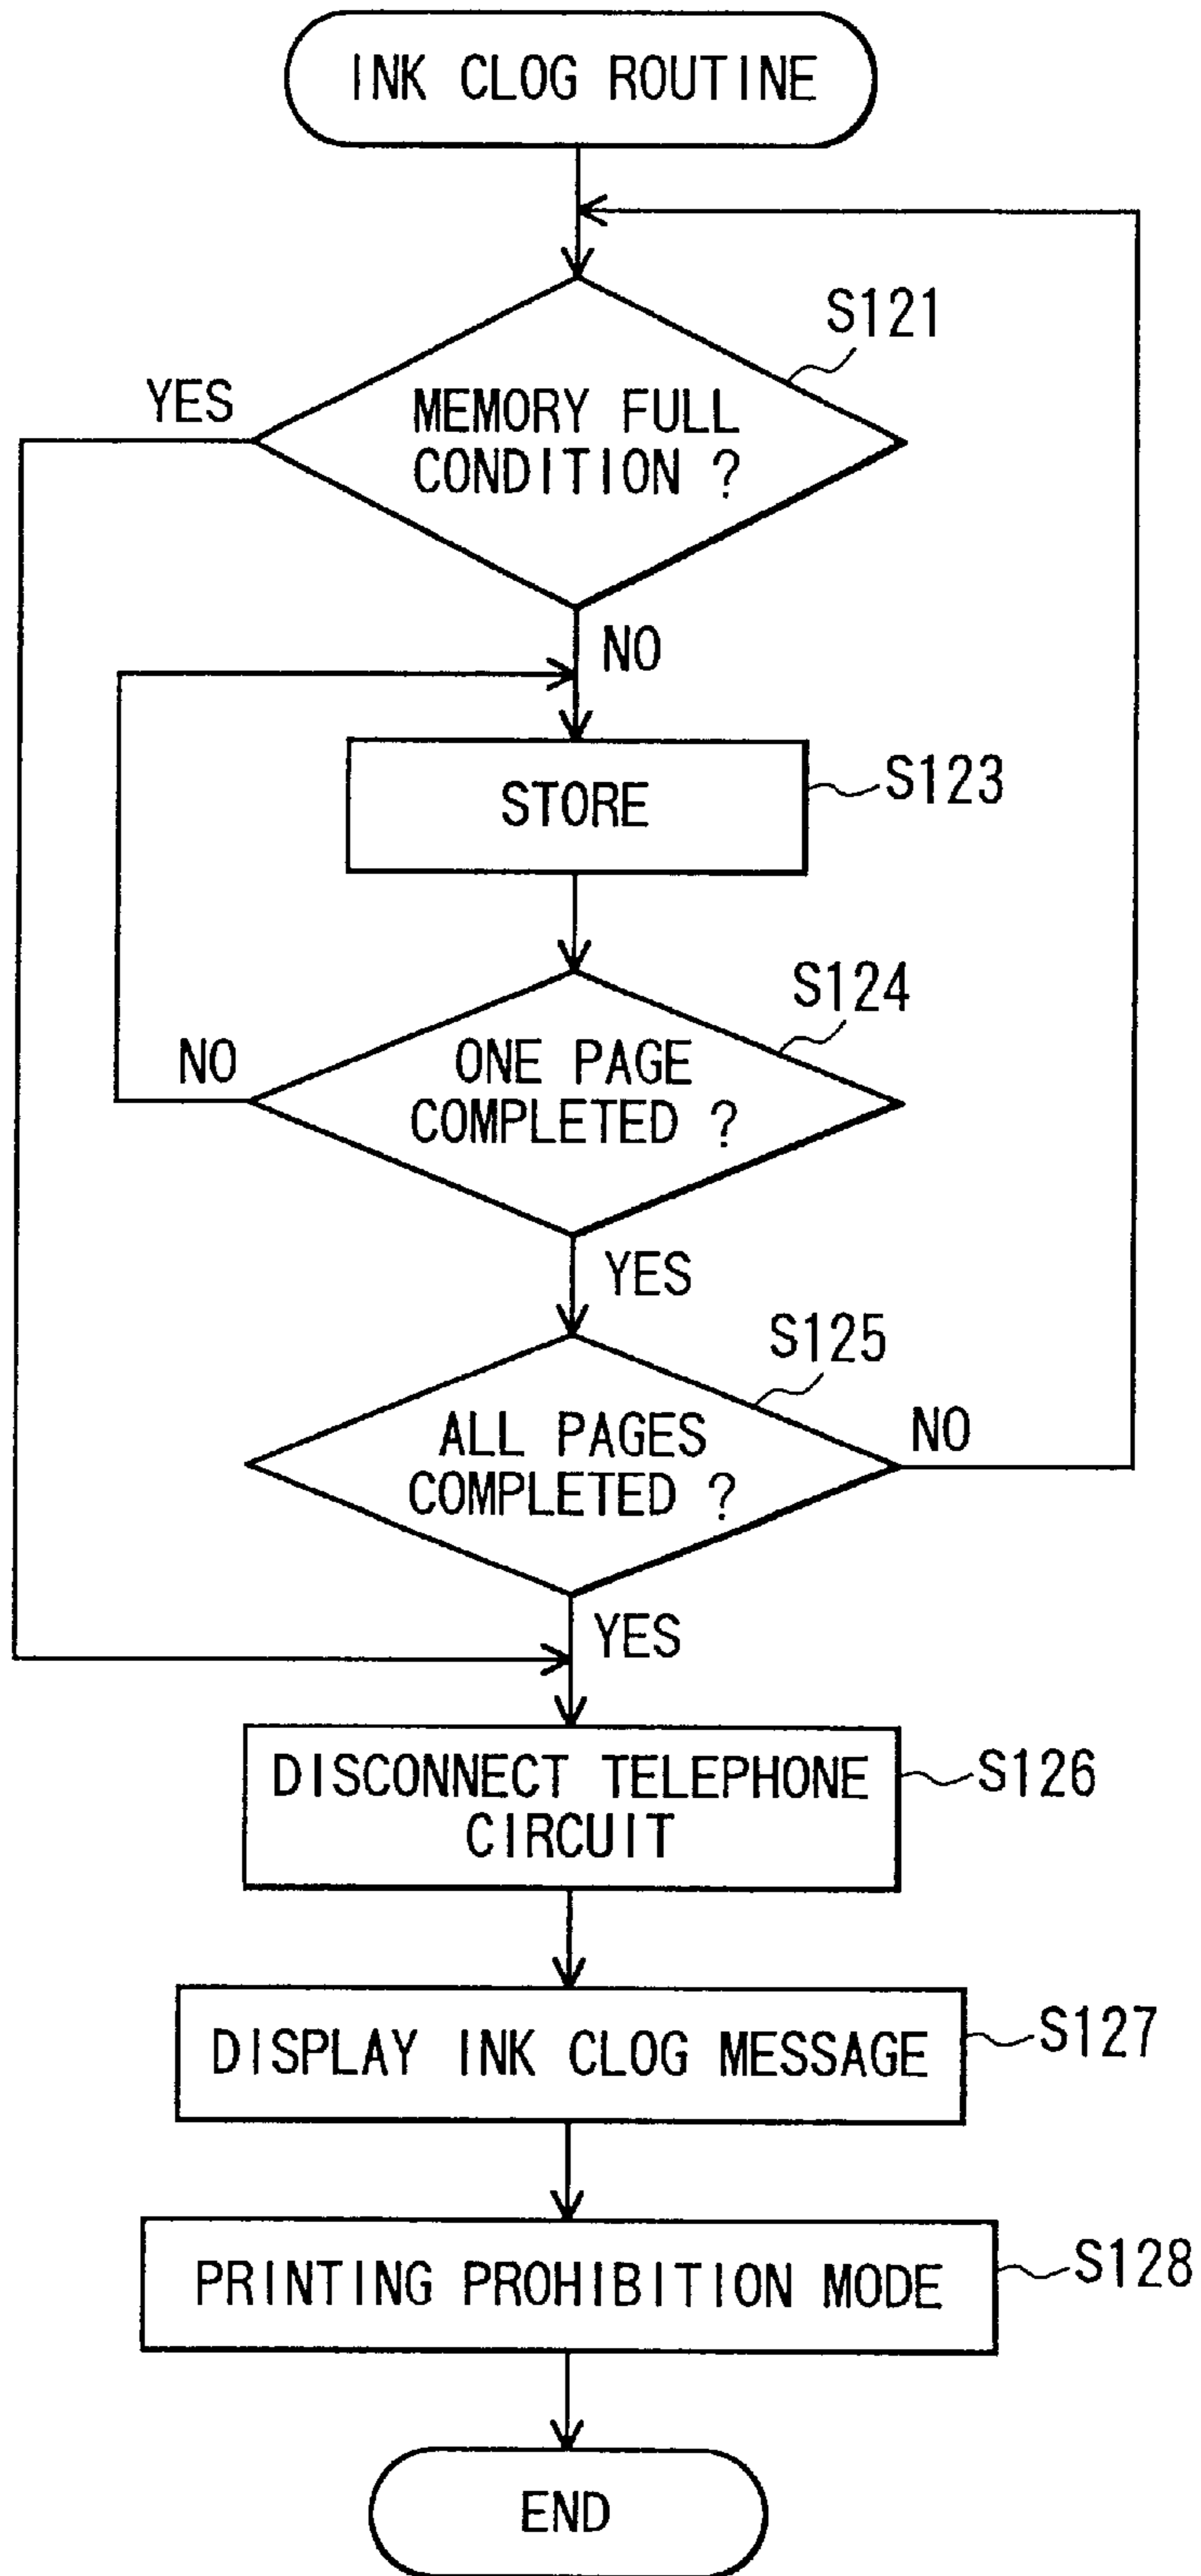 INK CLOG ROUTINE
S121
YES
MEMORY FULL
CONDITION ?
NO
STORE
S123
S124
NO
ONE PAGE
COMPLETED ?
YES
S125
ALL PAGES
COMPLETED ?
NO
YES
DISCONNECT TELEPHONE
CIRCUIT
S126
DISPLAY INK CLOG MESSAGE
S127
PRINTING PROHIBITION MODE
S128
END